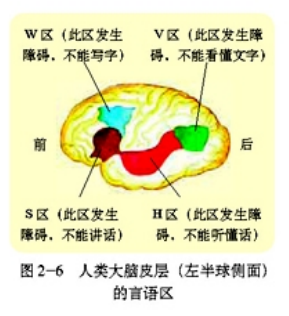 W区（此区发生
障碍，不能写字）
V区（此区发生障
碍，不能看懂文字）
前
后
S区（此区发生
障碍，不能讲话）
H区（此区发生障
碍，不能听懂话）
图2-6 人类大脑皮层（左半球侧面）
的言语区